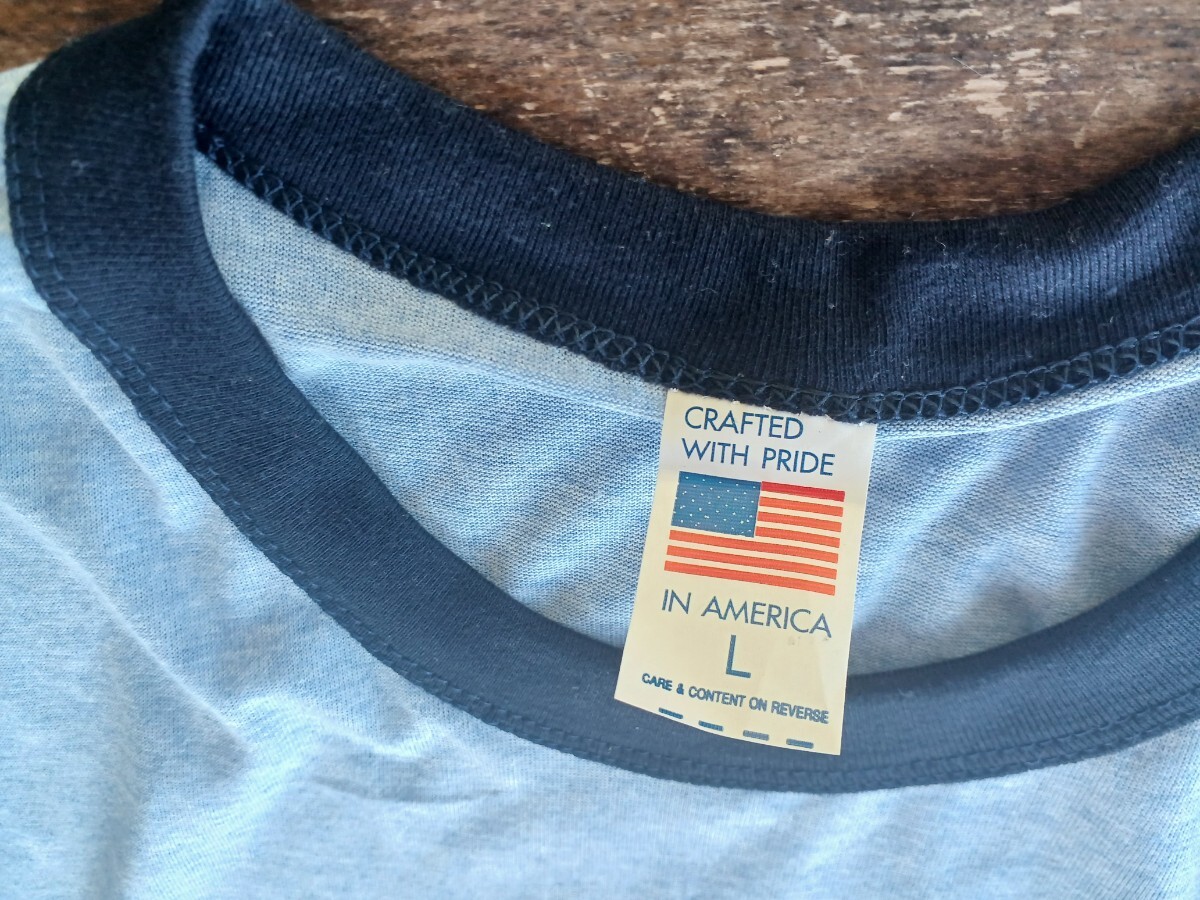 CRAFTED
WITH PRIDE
IN AMERICA
L
CARE & CONTENT ON REVERSE